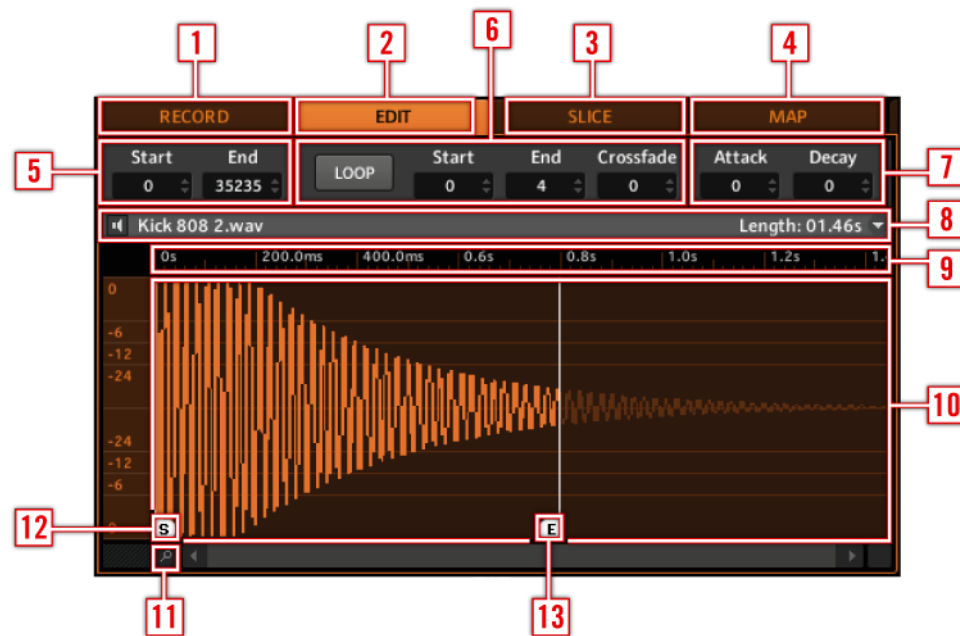 1 2 6 3 4
RECORD EDIT SLICE MAP
5 Start End LOOP Start End Crossfade Attack Decay 7
0 35235 0 4 0 0 0
Kick 808 2.wav Length: 01.46s 8
0s 200.0ms 400.0ms 0.6s 0.8s 1.0s 1.2s 1. 9
0
-6
-12
-24
10
-24
-12
-6
12 S E
11 13